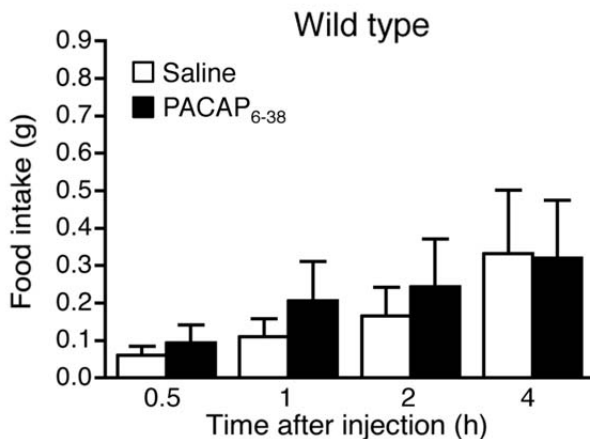 Wild type
Saline
PACAP6-38
Food intake (g)
0.9
0.8
0.7
0.6
0.5
0.4
0.3
0.2
0.1
0.0
0.5 1 2 4
Time after injection (h)